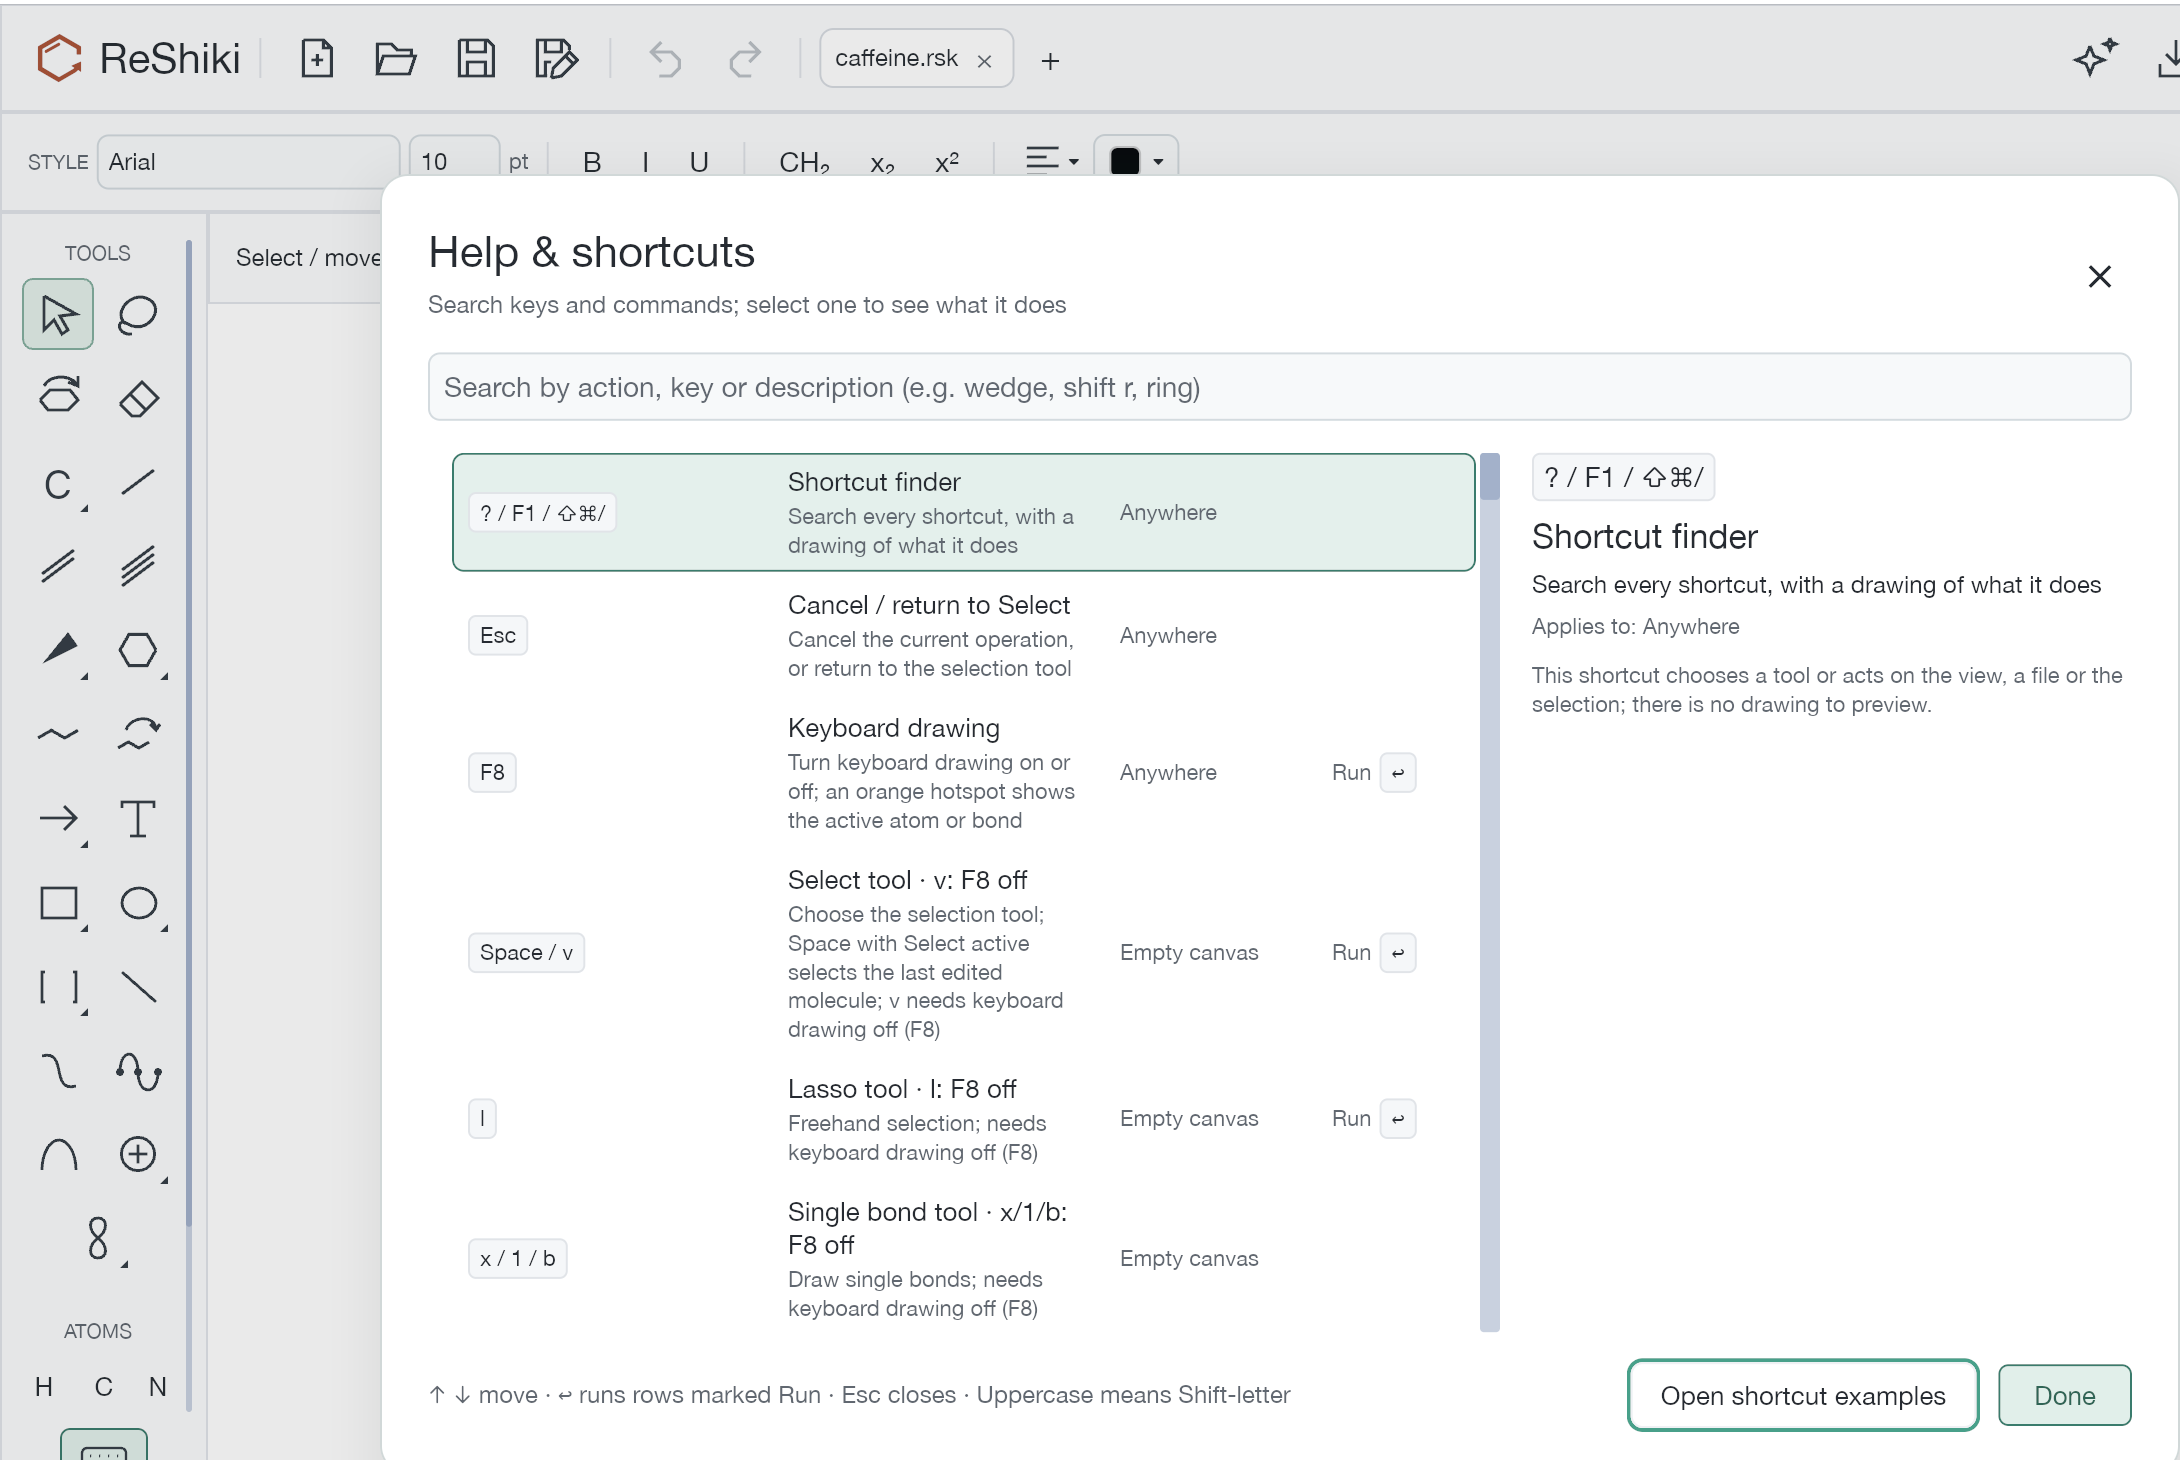 ReShiki
caffeine.rsk × +
STYLE Arial 10 pt B I U CH₂ x₂ x²
TOOLS
Select / move
C
T
ATOMS
H C N
Help & shortcuts
Search keys and commands; select one to see what it does
Search by action, key or description (e.g. wedge, shift r, ring)
? / F1 / ⇧⌘/
Shortcut finder
Search every shortcut, with a
drawing of what it does
Anywhere
Esc
Cancel / return to Select
Cancel the current operation,
or return to the selection tool
Anywhere
F8
Keyboard drawing
Turn keyboard drawing on or
off; an orange hotspot shows
the active atom or bond
Anywhere
Run ↩
Space / v
Select tool · v: F8 off
Choose the selection tool;
Space with Select active
selects the last edited
molecule; v needs keyboard
drawing off (F8)
Empty canvas
Run ↩
l
Lasso tool · l: F8 off
Freehand selection; needs
keyboard drawing off (F8)
Empty canvas
Run ↩
x / 1 / b
Single bond tool · x/1/b:
F8 off
Draw single bonds; needs
keyboard drawing off (F8)
Empty canvas
? / F1 / ⇧⌘/
Shortcut finder
Search every shortcut, with a drawing of what it does
Applies to: Anywhere
This shortcut chooses a tool or acts on the view, a file or the
selection; there is no drawing to preview.
↑ ↓ move · ↩ runs rows marked Run · Esc closes · Uppercase means Shift-letter
Open shortcut examples
Done